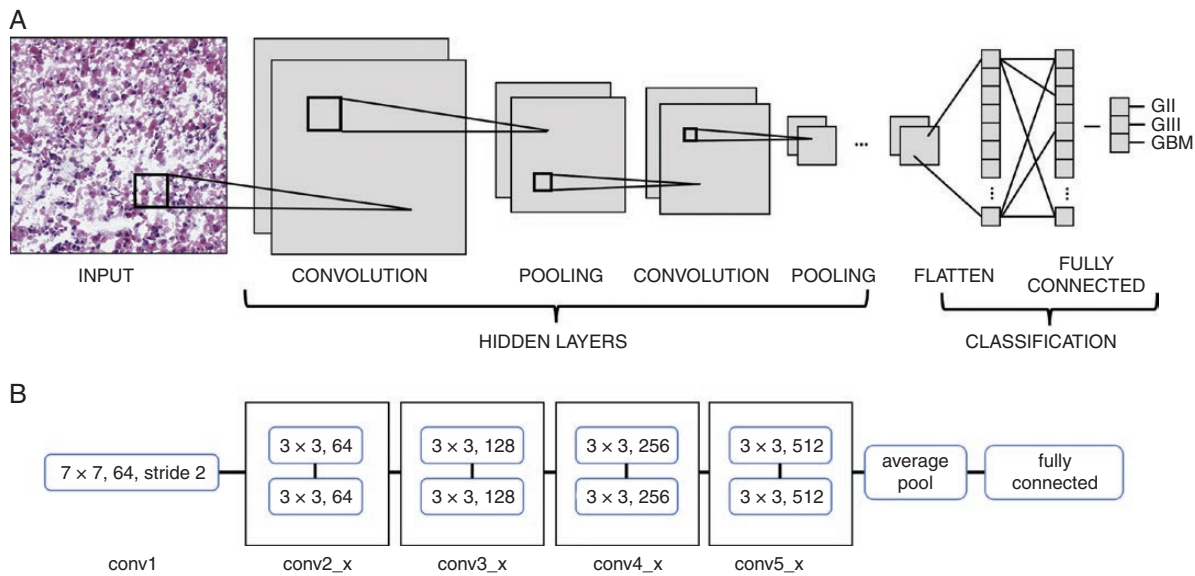 A
GII
GIII
GBM
...
INPUT
CONVOLUTION
POOLING
CONVOLUTION
POOLING
FLATTEN
FULLY
CONNECTED
HIDDEN LAYERS
CLASSIFICATION
B
7 × 7, 64, stride 2
3 × 3, 64
3 × 3, 64
3 × 3, 128
3 × 3, 128
3 × 3, 256
3 × 3, 256
3 × 3, 512
3 × 3, 512
average
pool
fully
connected
conv1
conv2_x
conv3_x
conv4_x
conv5_x